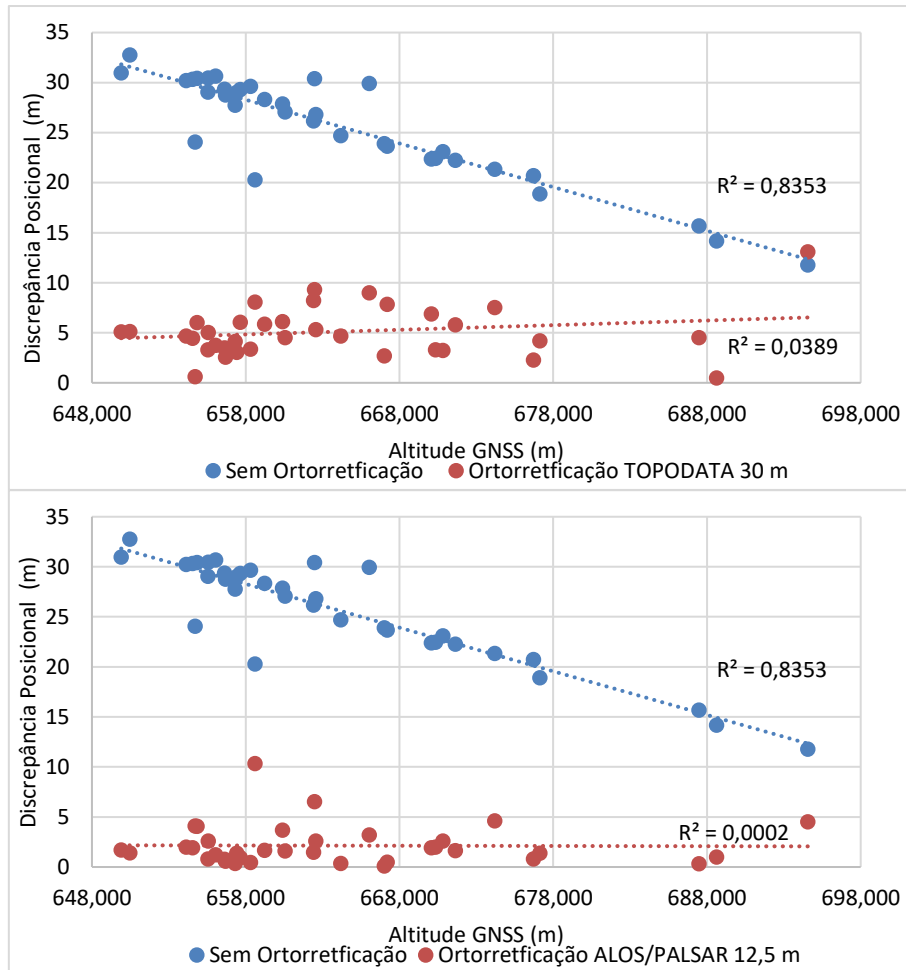 35
30
25
20
15
10
5
0
Discrepância Posicional (m)
R² = 0,8353
R² = 0,0389
648,000 658,000 668,000 678,000 688,000 698,000
Altitude GNSS (m)
Sem Ortorretficação Ortorretficação TOPODATA 30 m
35
30
25
20
15
10
5
0
Discrepância Posicional (m)
R² = 0,8353
R² = 0,0002
648,000 658,000 668,000 678,000 688,000 698,000
Altitude GNSS (m)
Sem Ortorretficação Ortorretficação ALOS/PALSAR 12,5 m